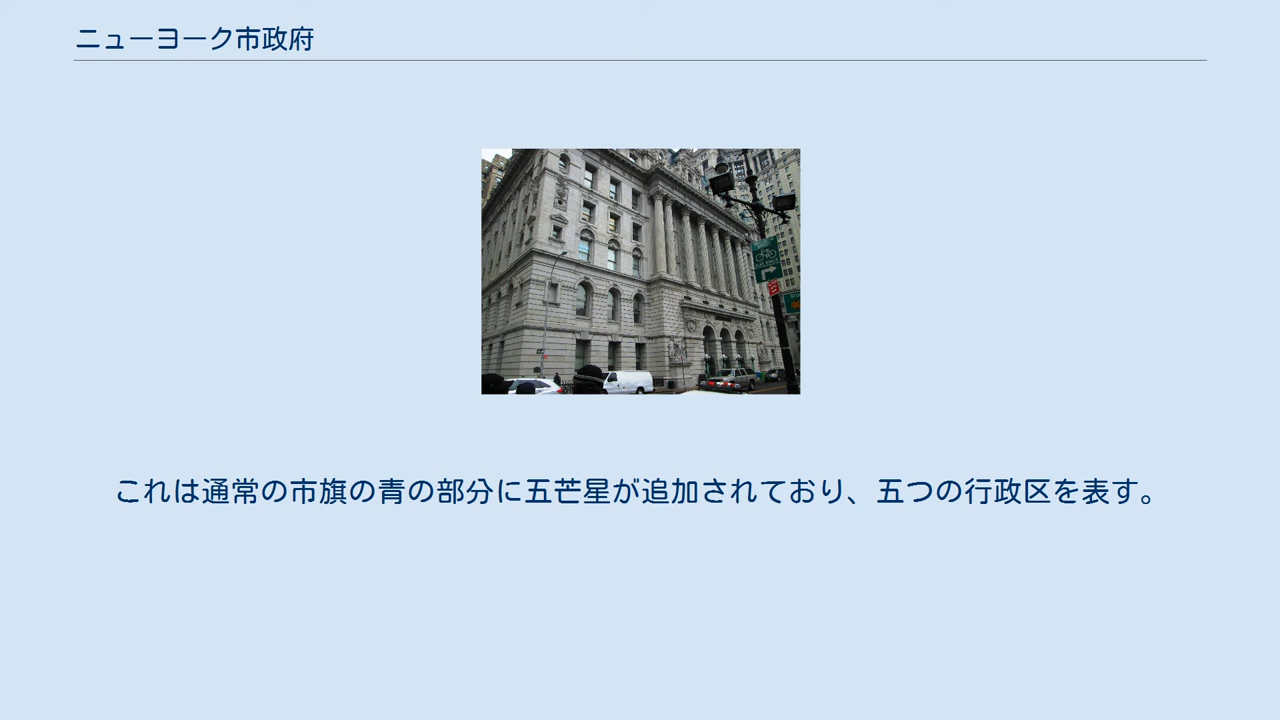 ニューヨーク市政府
これは通常の市旗の青の部分に五芒星が追加されており、五つの行政区を表す。